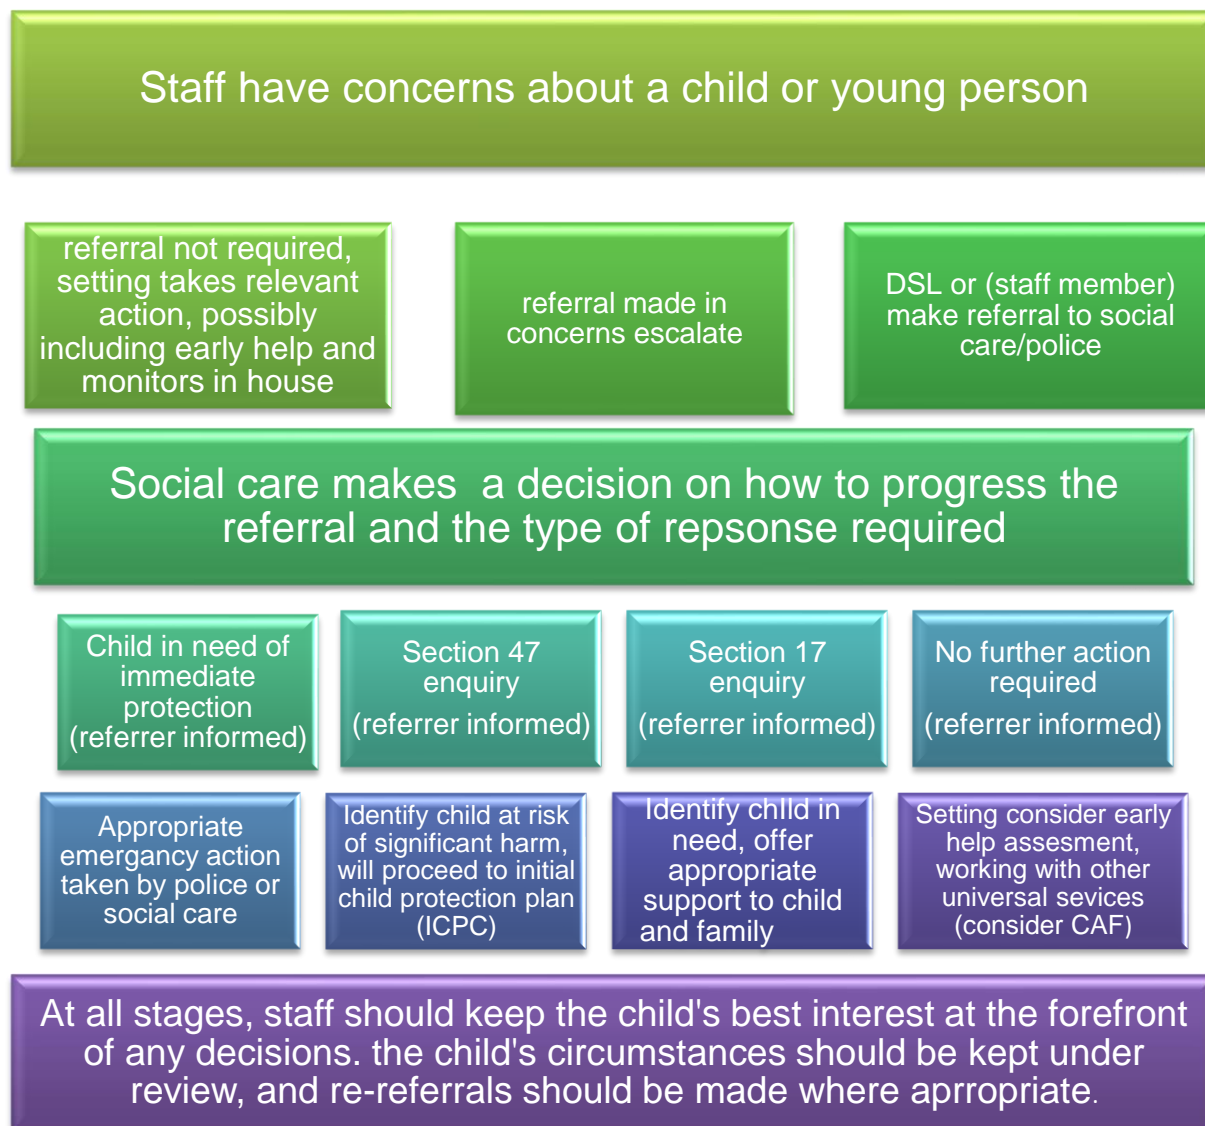 Staff have concerns about a child or young person
referral not required,
setting takes relevant
action, possibly
including early help and
monitors in house
referral made in
concerns escalate
DSL or (staff member)
make referral to social
care/police
Social care makes  a decision on how to progress the
referral and the type of repsonse required
Child in need of
immediate
protection
(referrer informed)
Section 47
enquiry
(referrer informed)
Section 17
enquiry
(referrer informed)
No further action
required
(referrer informed)
Appropriate
emergancy action
taken by police or
social care
Identify child at risk
of significant harm,
will proceed to initial
child protection plan
(ICPC)
Identify chIld in
need, offer
appropriate
support to child
and family
Setting consider early
help assesment,
working with other
universal sevices
(consider CAF)
At all stages, staff should keep the child's best interest at the forefront
of any decisions. the child's circumstances should be kept under
review, and re-referrals should be made where aprropriate.